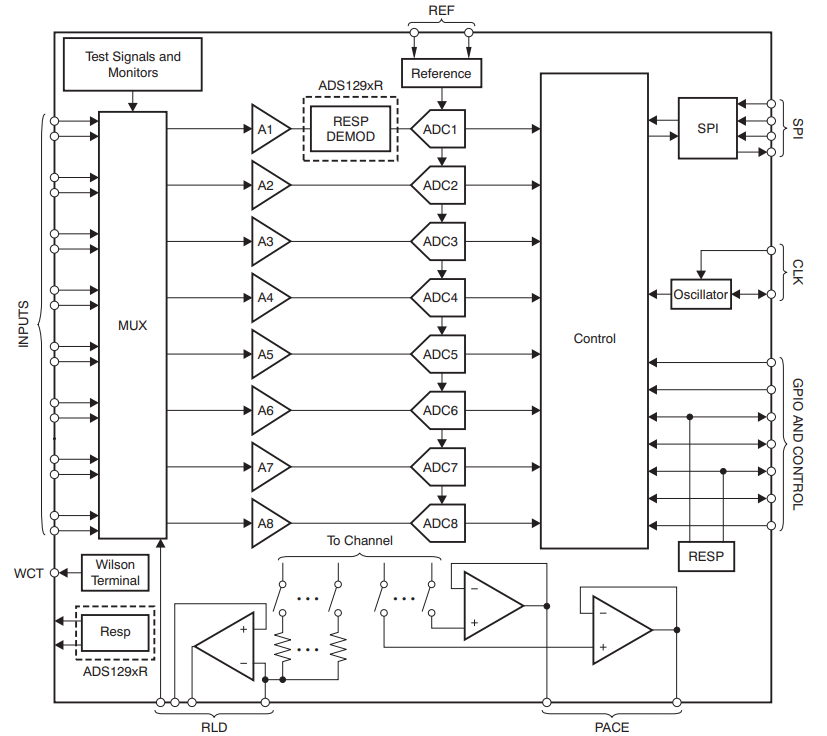 REF
Test Signals and
Monitors
Reference
ADS129xR
A1
RESP
DEMOD
ADC1
SPI
SPI
A2
ADC2
A3
ADC3
CLK
A4
ADC4
Oscillator
INPUTS
MUX
Control
A5
ADC5
A6
ADC6
GPIO AND CONTROL
A7
ADC7
A8
ADC8
To Channel
RESP
WCT
Wilson
Terminal
Resp
ADS129xR
+
−
−
+
−
+
RLD
PACE